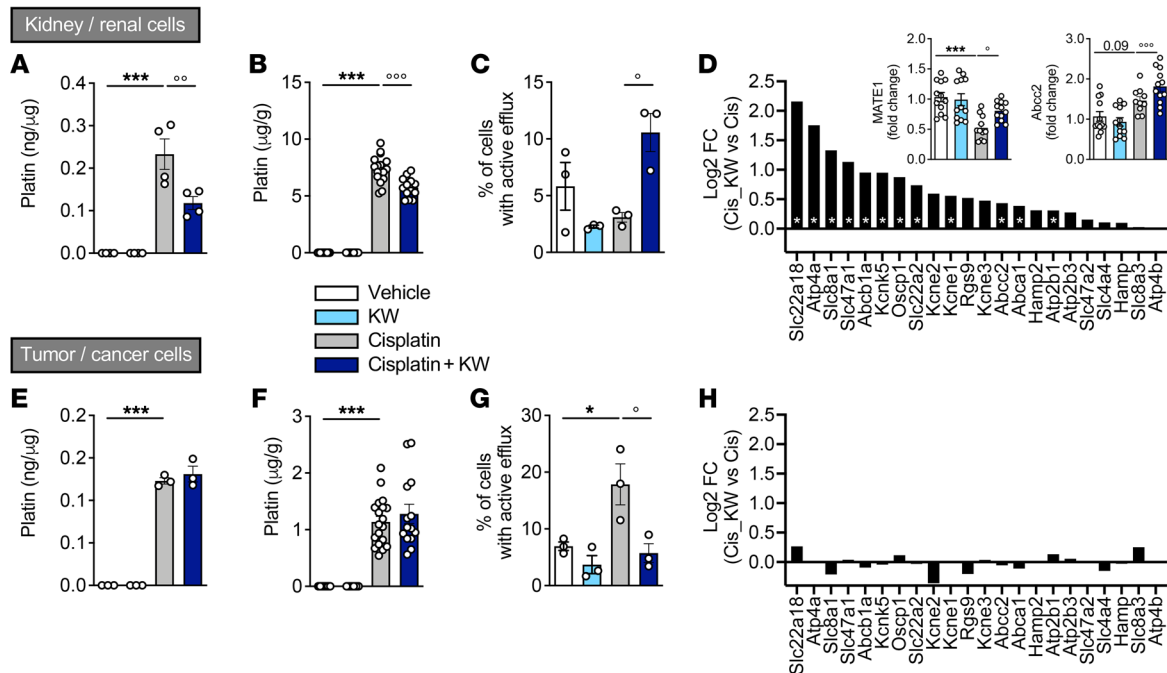 Kidney / renal cells
A
Platin (ng/µg)
0.4
0.3
0.2
0.1
0.0
***
°°
B
Platin (µg/g)
15
10
5
0
***
°°°
C
% of cells
with active efflux
15
10
5
0
°
D
Log2 FC
(Cis_KW vs Cis)
2.5
2.0
1.5
1.0
0.5
0.0
* * * * * * * * * * * * *
Slc22a18
Atp4a
Slc8a1
Slc47a1
Abcb1a
Kcnk5
Oscp1
Slc22a2
Kcne2
Kcne1
Rgs9
Kcne3
Abcc2
Abca1
Hamp2
Atp2b1
Atp2b3
Slc47a2
Slc4a4
Hamp
Slc8a3
Atp4b
MATE1
(fold change)
2.0
1.5
1.0
0.5
0.0
***
°
Abcc2
(fold change)
3.0
2.0
1.0
0.0
0.09
°°°
Vehicle
KW
Cisplatin
Cisplatin + KW
Tumor / cancer cells
E
Platin (ng/µg)
0.2
0.2
0.1
0.1
0.0
***
F
Platin (µg/g)
3
2
1
0
***
G
% of cells
with active efflux
30
20
10
0
*
°
H
Log2 FC
(Cis_KW vs Cis)
2.5
2.0
1.5
1.0
0.5
0.0
Slc22a18
Atp4a
Slc8a1
Slc47a1
Abcb1a
Kcnk5
Oscp1
Slc22a2
Kcne2
Kcne1
Rgs9
Kcne3
Abcc2
Abca1
Hamp2
Atp2b1
Atp2b3
Slc47a2
Slc4a4
Hamp
Slc8a3
Atp4b